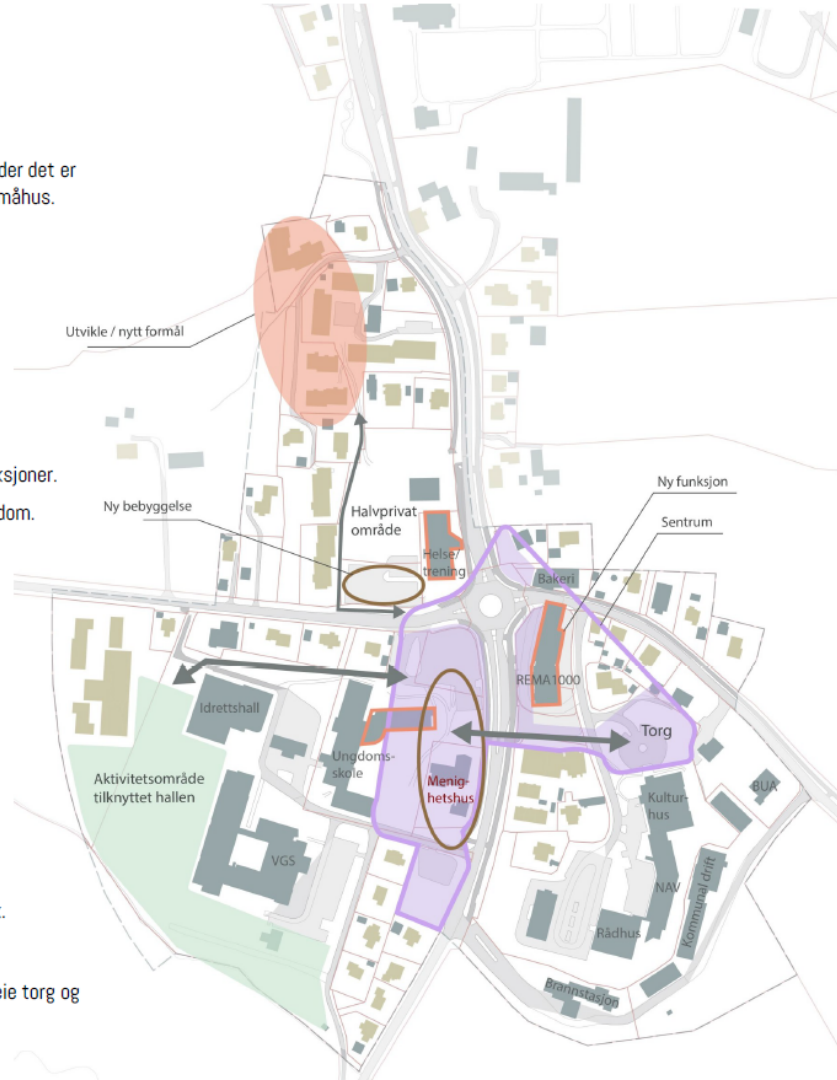 der det er
måhus.
Utvikle / nytt formål
ksjoner.
Ny funksjon
Ny bebyggelse
Halvprivat
område
dom.
Sentrum
Helse/
trening
Bakeri
REMA1000
Idrettshall
Torg
Ungdoms-
skole
Aktivitetsområde
tilknyttet hallen
Menig-
hetshus
Kultur-
hus
BUA
VGS
NAV
Kommunal drift
Rådhus
Brannstasjon
eie torg og